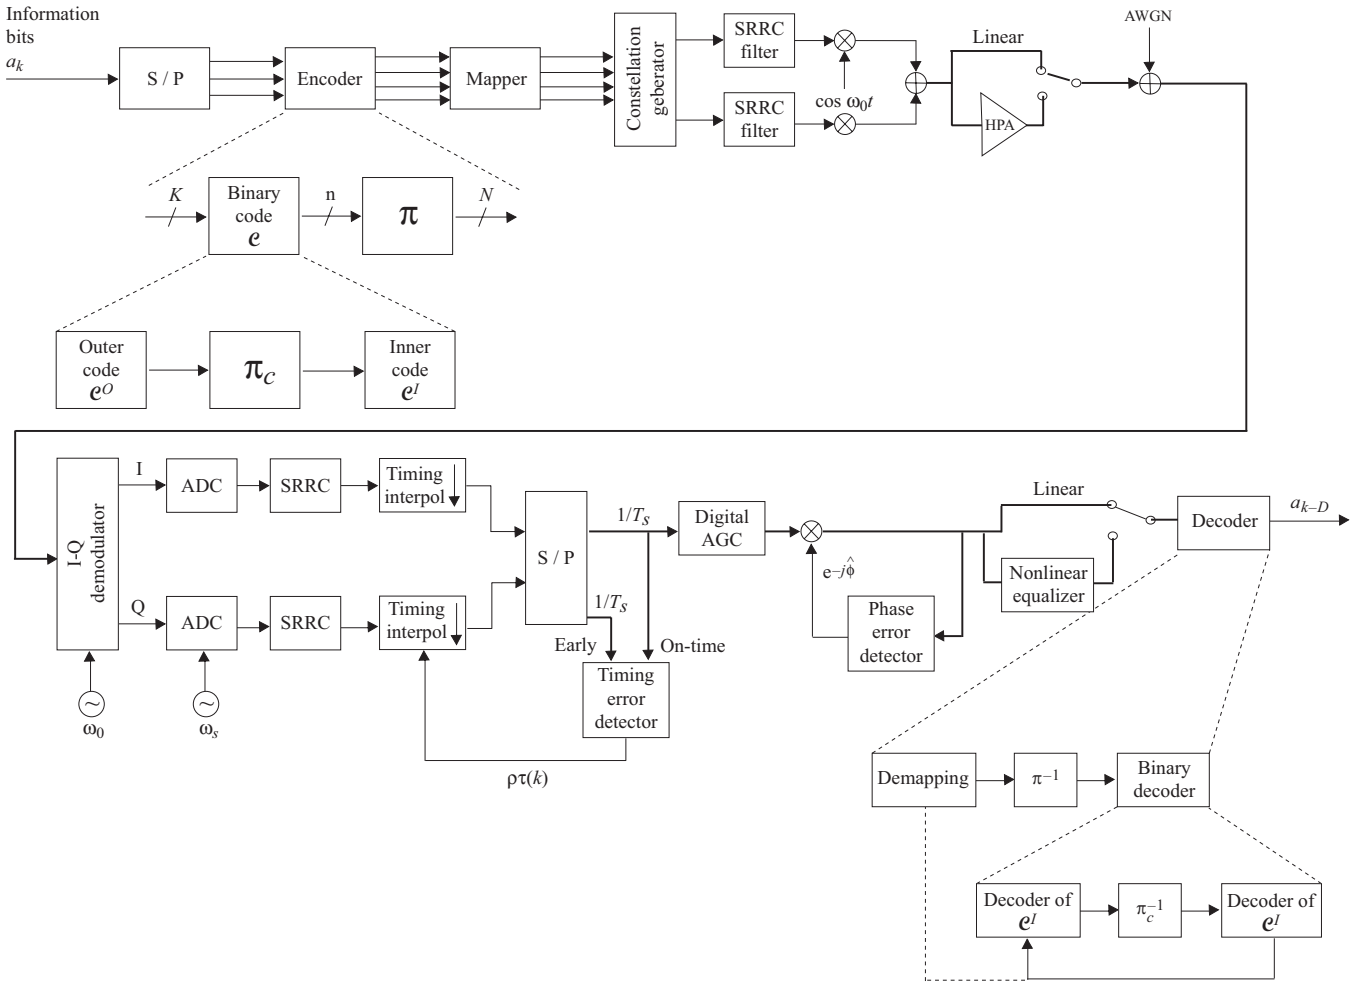 Information
bits
a_k
S / P
Encoder
Mapper
Constellation
geberator
SRRC
filter
SRRC
filter
cos ω₀t
Linear
HPA
AWGN
K
Binary
code
C
n
π
N
Outer
code
C^O
π_c
Inner
code
C^I
I-Q
demodulator
I
Q
ADC
SRRC
Timing
interpol
ADC
SRRC
Timing
interpol
ω₀
ω_s
S / P
1/T_s
1/T_s
Early
On-time
Timing
error
detector
ρτ(k)
Digital
AGC
e^{–jφ̂}
Phase
error
detector
Linear
Nonlinear
equalizer
Decoder
a_{k–D}
Demapping
π⁻¹
Binary
decoder
Decoder of
C^I
π_c⁻¹
Decoder of
C^I